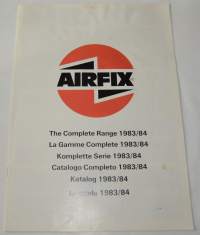 AIRFIX
The Complete Range 1983/84
La Gamme Complete 1983/84
Komplette Serie 1983/84
Catalogo Completo 1983/84
Katalog 1983/84
1983/84